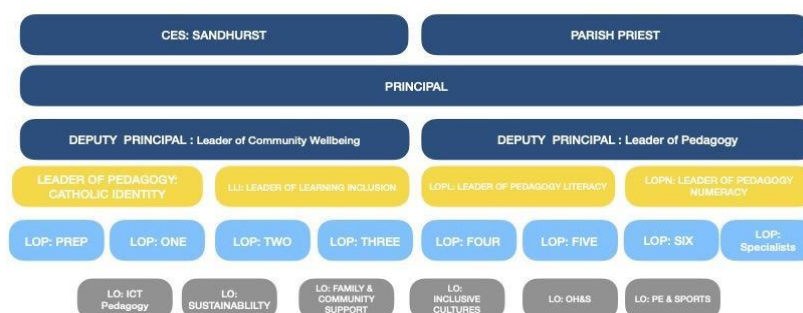 CES: SANDHURST
PARISH PRIEST
PRINCIPAL
DEPUTY PRINCIPAL : Leader of Community Wellbeing
DEPUTY PRINCIPAL : Leader of Pedagogy
LEADER OF PEDAGOGY:
CATHOLIC IDENTITY
LLI: LEADER OF LEARNING INCLUSION
LOPL: LEADER OF PEDAGOGY LITERACY
LOPN: LEADER OF PEDAGOGY
NUMERACY
LOP: PREP
LOP: ONE
LOP: TWO
LOP: THREE
LOP: FOUR
LOP: FIVE
LOP: SIX
LOP:
Specialists
LO: ICT
Pedagogy
LO:
SUSTAINABLILTY
LO: FAMILY &
COMMUNITY
SUPPORT
LO:
INCLUSIVE
CULTURES
LO: OH&S
LO: PE & SPORTS